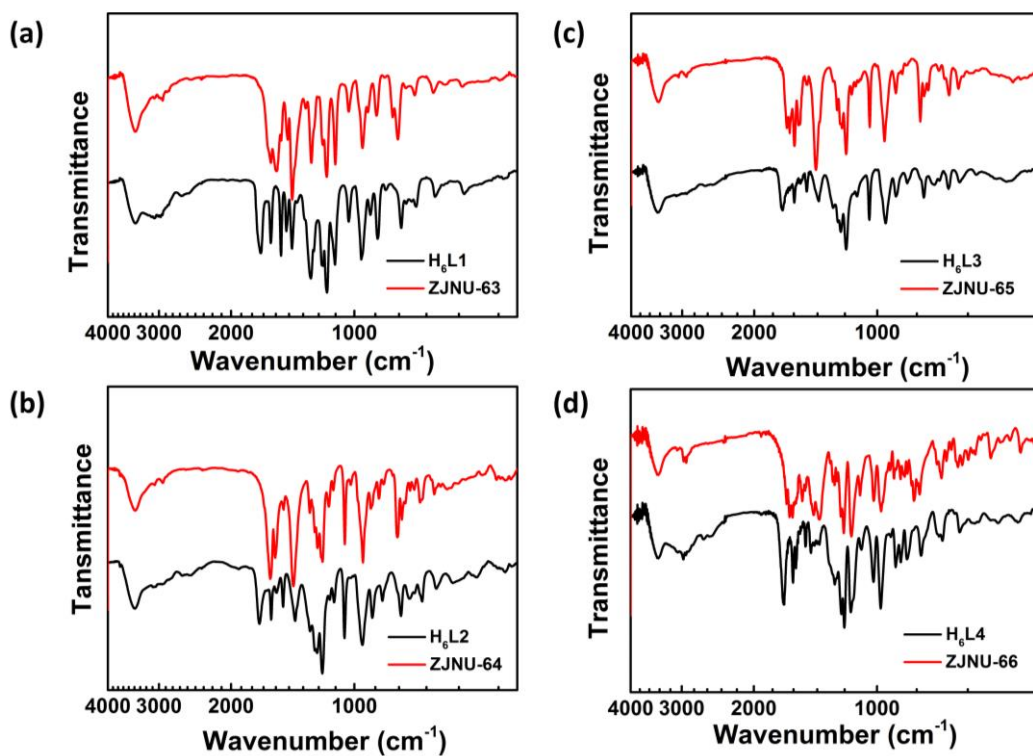 (a)
Transmittance
H₆L1
ZJNU-63
4000 3000 2000 1000
Wavenumber (cm⁻¹)
(c)
Transmittance
H₆L3
ZJNU-65
4000 3000 2000 1000
Wavenumber (cm⁻¹)
(b)
Tansmittance
H₆L2
ZJNU-64
4000 3000 2000 1000
Wavenumber (cm⁻¹)
(d)
Transmittance
H₆L4
ZJNU-66
4000 3000 2000 1000
Wavenumber (cm⁻¹)